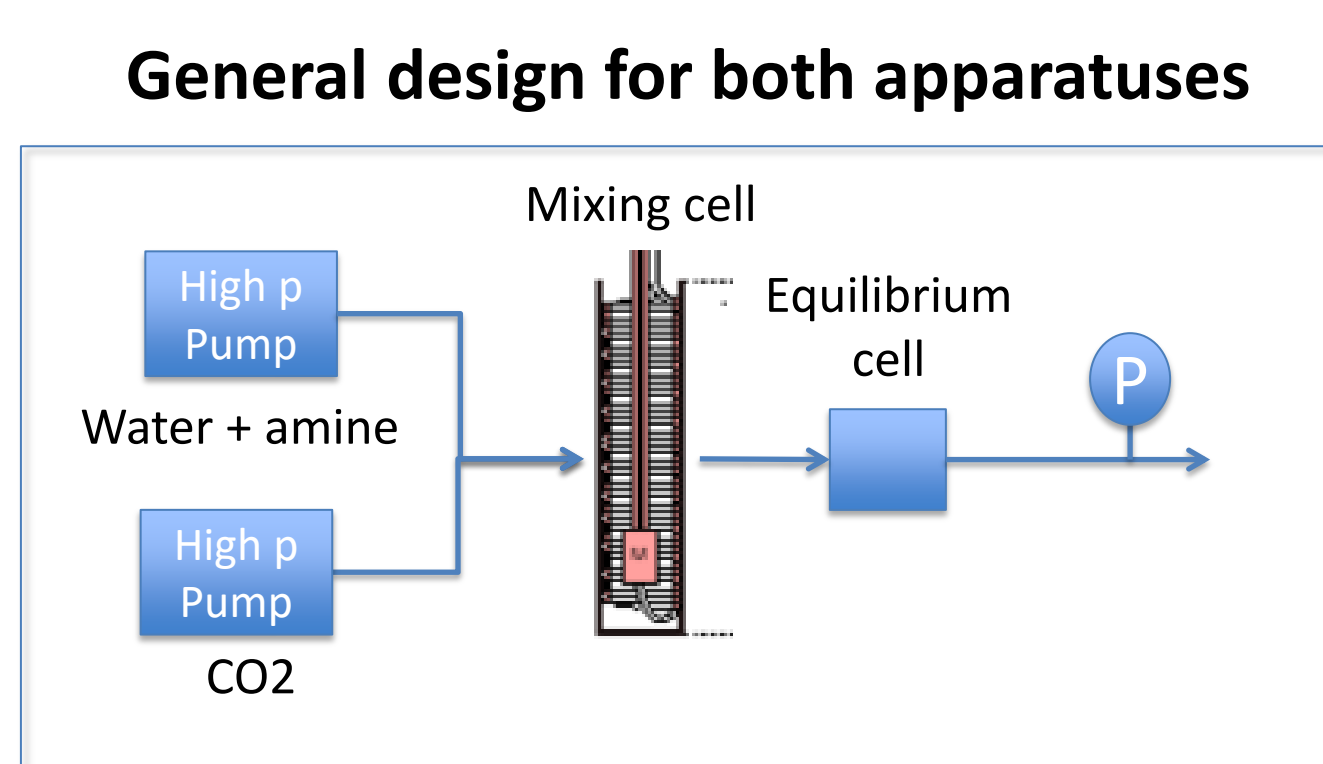 General design for both apparatuses
Mixing cell
High p
Pump
Equilibrium
cell
P
Water + amine
High p
Pump
M
CO2